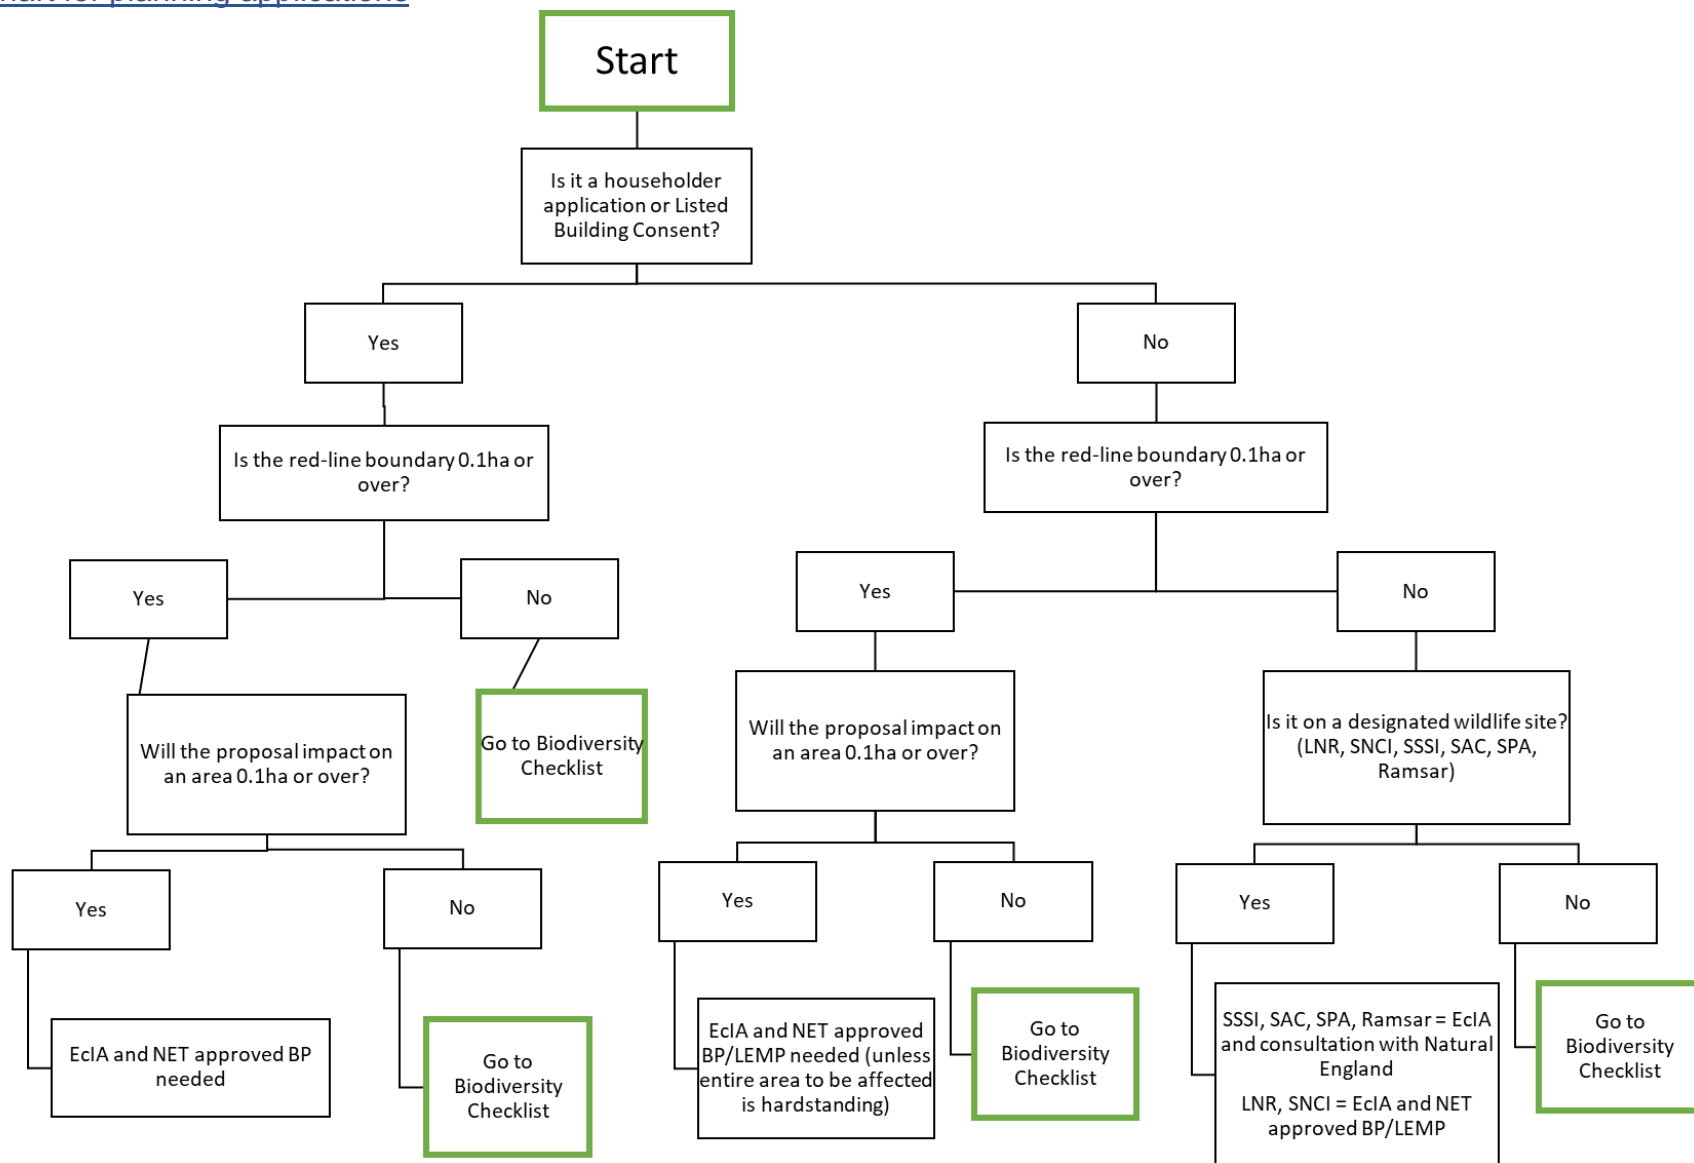 for planning applications
Start
Is it a householder
application or Listed
Building Consent?
Yes
No
Is the red-line boundary 0.1ha or
over?
Is the red-line boundary 0.1ha or
over?
Yes
No
Yes
No
Will the proposal impact on
an area 0.1ha or over?
Go to Biodiversity
Checklist
Will the proposal impact on
an area 0.1ha or over?
Is it on a designated wildlife site?
(LNR, SNCI, SSSI, SAC, SPA,
Ramsar)
Yes
No
Yes
No
Yes
No
EcIA and NET approved BP
needed
Go to
Biodiversity
Checklist
EcIA and NET approved
BP/LEMP needed (unless
entire area to be affected
is hardstanding)
Go to
Biodiversity
Checklist
SSSI, SAC, SPA, Ramsar = EcIA
and consultation with Natural
England
LNR, SNCI = EcIA and NET
approved BP/LEMP
Go to
Biodiversity
Checklist